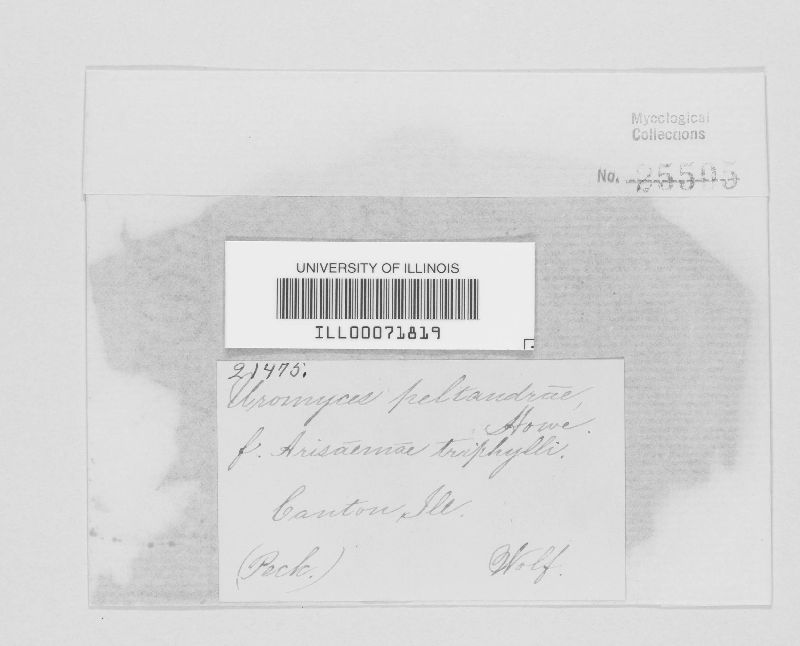 Mycological
Collections
No. 25505
UNIVERSITY OF ILLINOIS
ILL00071819
21475.
Uromyces peltandrae,
Howe.
f. Arisaemae triphylli.
Canton, Ill.
(Peck.) Wolf.